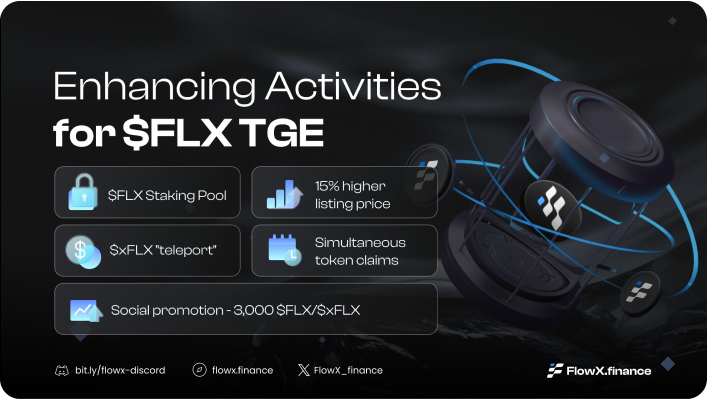 Enhancing Activities
for $FLX TGE
$FLX Staking Pool
15% higher
listing price
$xFLX "teleport"
Simultaneous
token claims
Social promotion - 3,000 $FLX/$xFLX
bit.ly/flowx-discord
flowx.finance
FlowX_finance
FlowX.finance